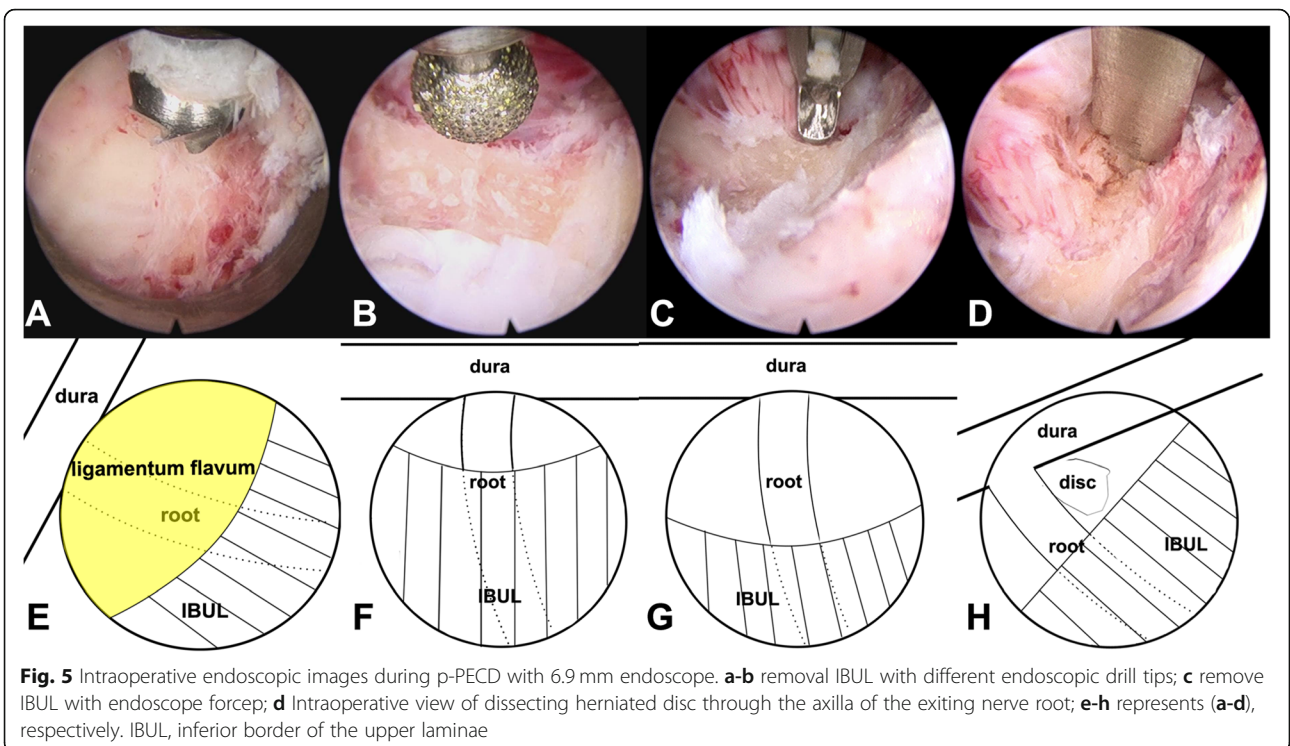 A B C D
dura
ligamentum flavum
root
IBUL
E
dura
root
IBUL
F
dura
root
IBUL
G
dura
disc
root
IBUL
H
Fig. 5 Intraoperative endoscopic images during p-PECD with 6.9 mm endoscope. a-b removal IBUL with different endoscopic drill tips; c remove
IBUL with endoscope forcep; d Intraoperative view of dissecting herniated disc through the axilla of the exiting nerve root; e-h represents (a-d),
respectively. IBUL, inferior border of the upper laminae